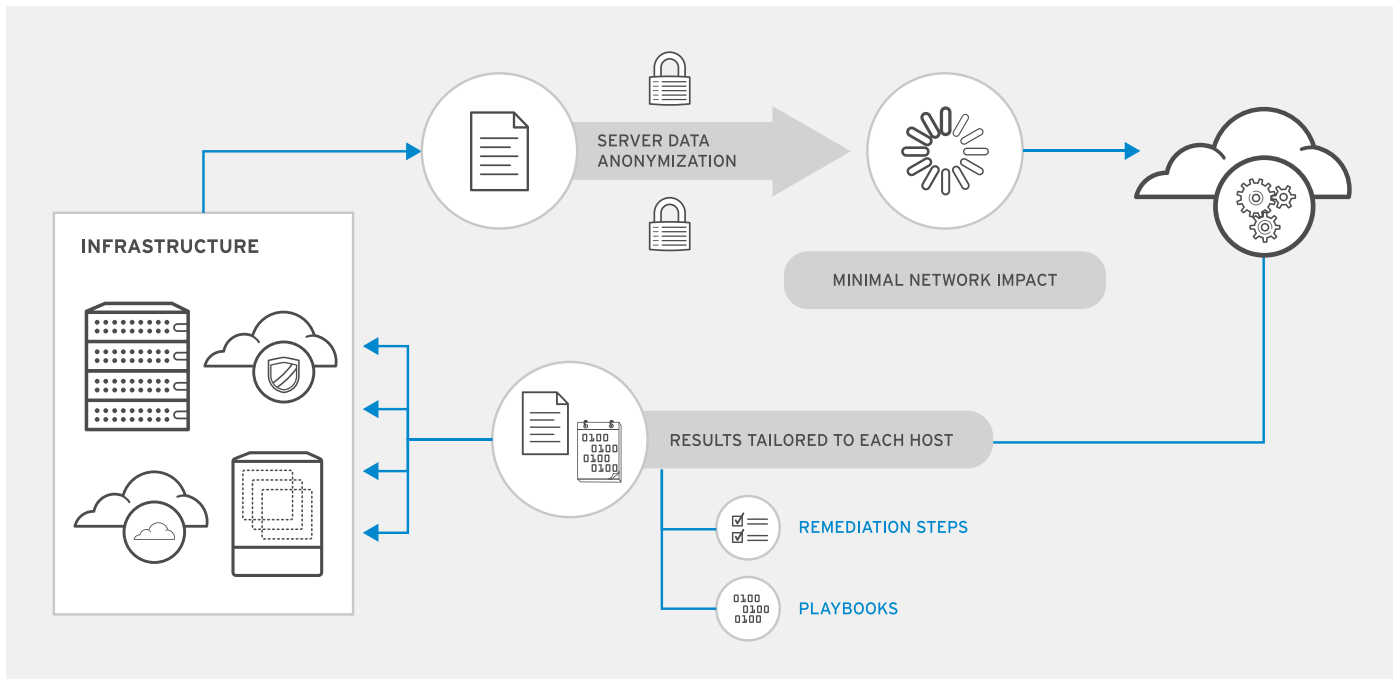 SERVER DATA
ANONYMIZATION
INFRASTRUCTURE
MINIMAL NETWORK IMPACT
0100
0100
0100
0100
RESULTS TAILORED TO EACH HOST
REMEDIATION STEPS
0100
0100
0100
PLAYBOOKS